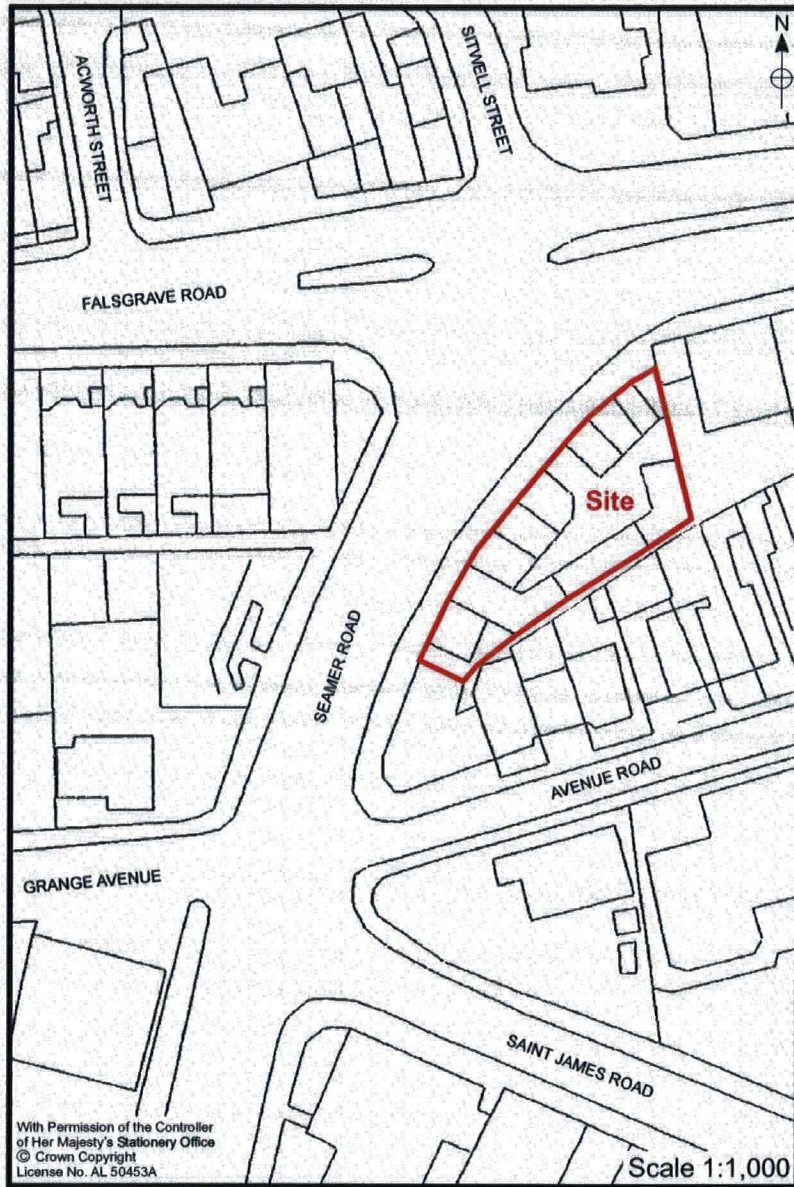 N
ACWORTH STREET
SITWELL STREET
FALSGRAVE ROAD
Site
SEAMER ROAD
AVENUE ROAD
GRANGE AVENUE
SAINT JAMES ROAD
With Permission of the Controller
of Her Majesty's Stationery Office
© Crown Copyright
License No. AL 50453A
Scale 1:1,000